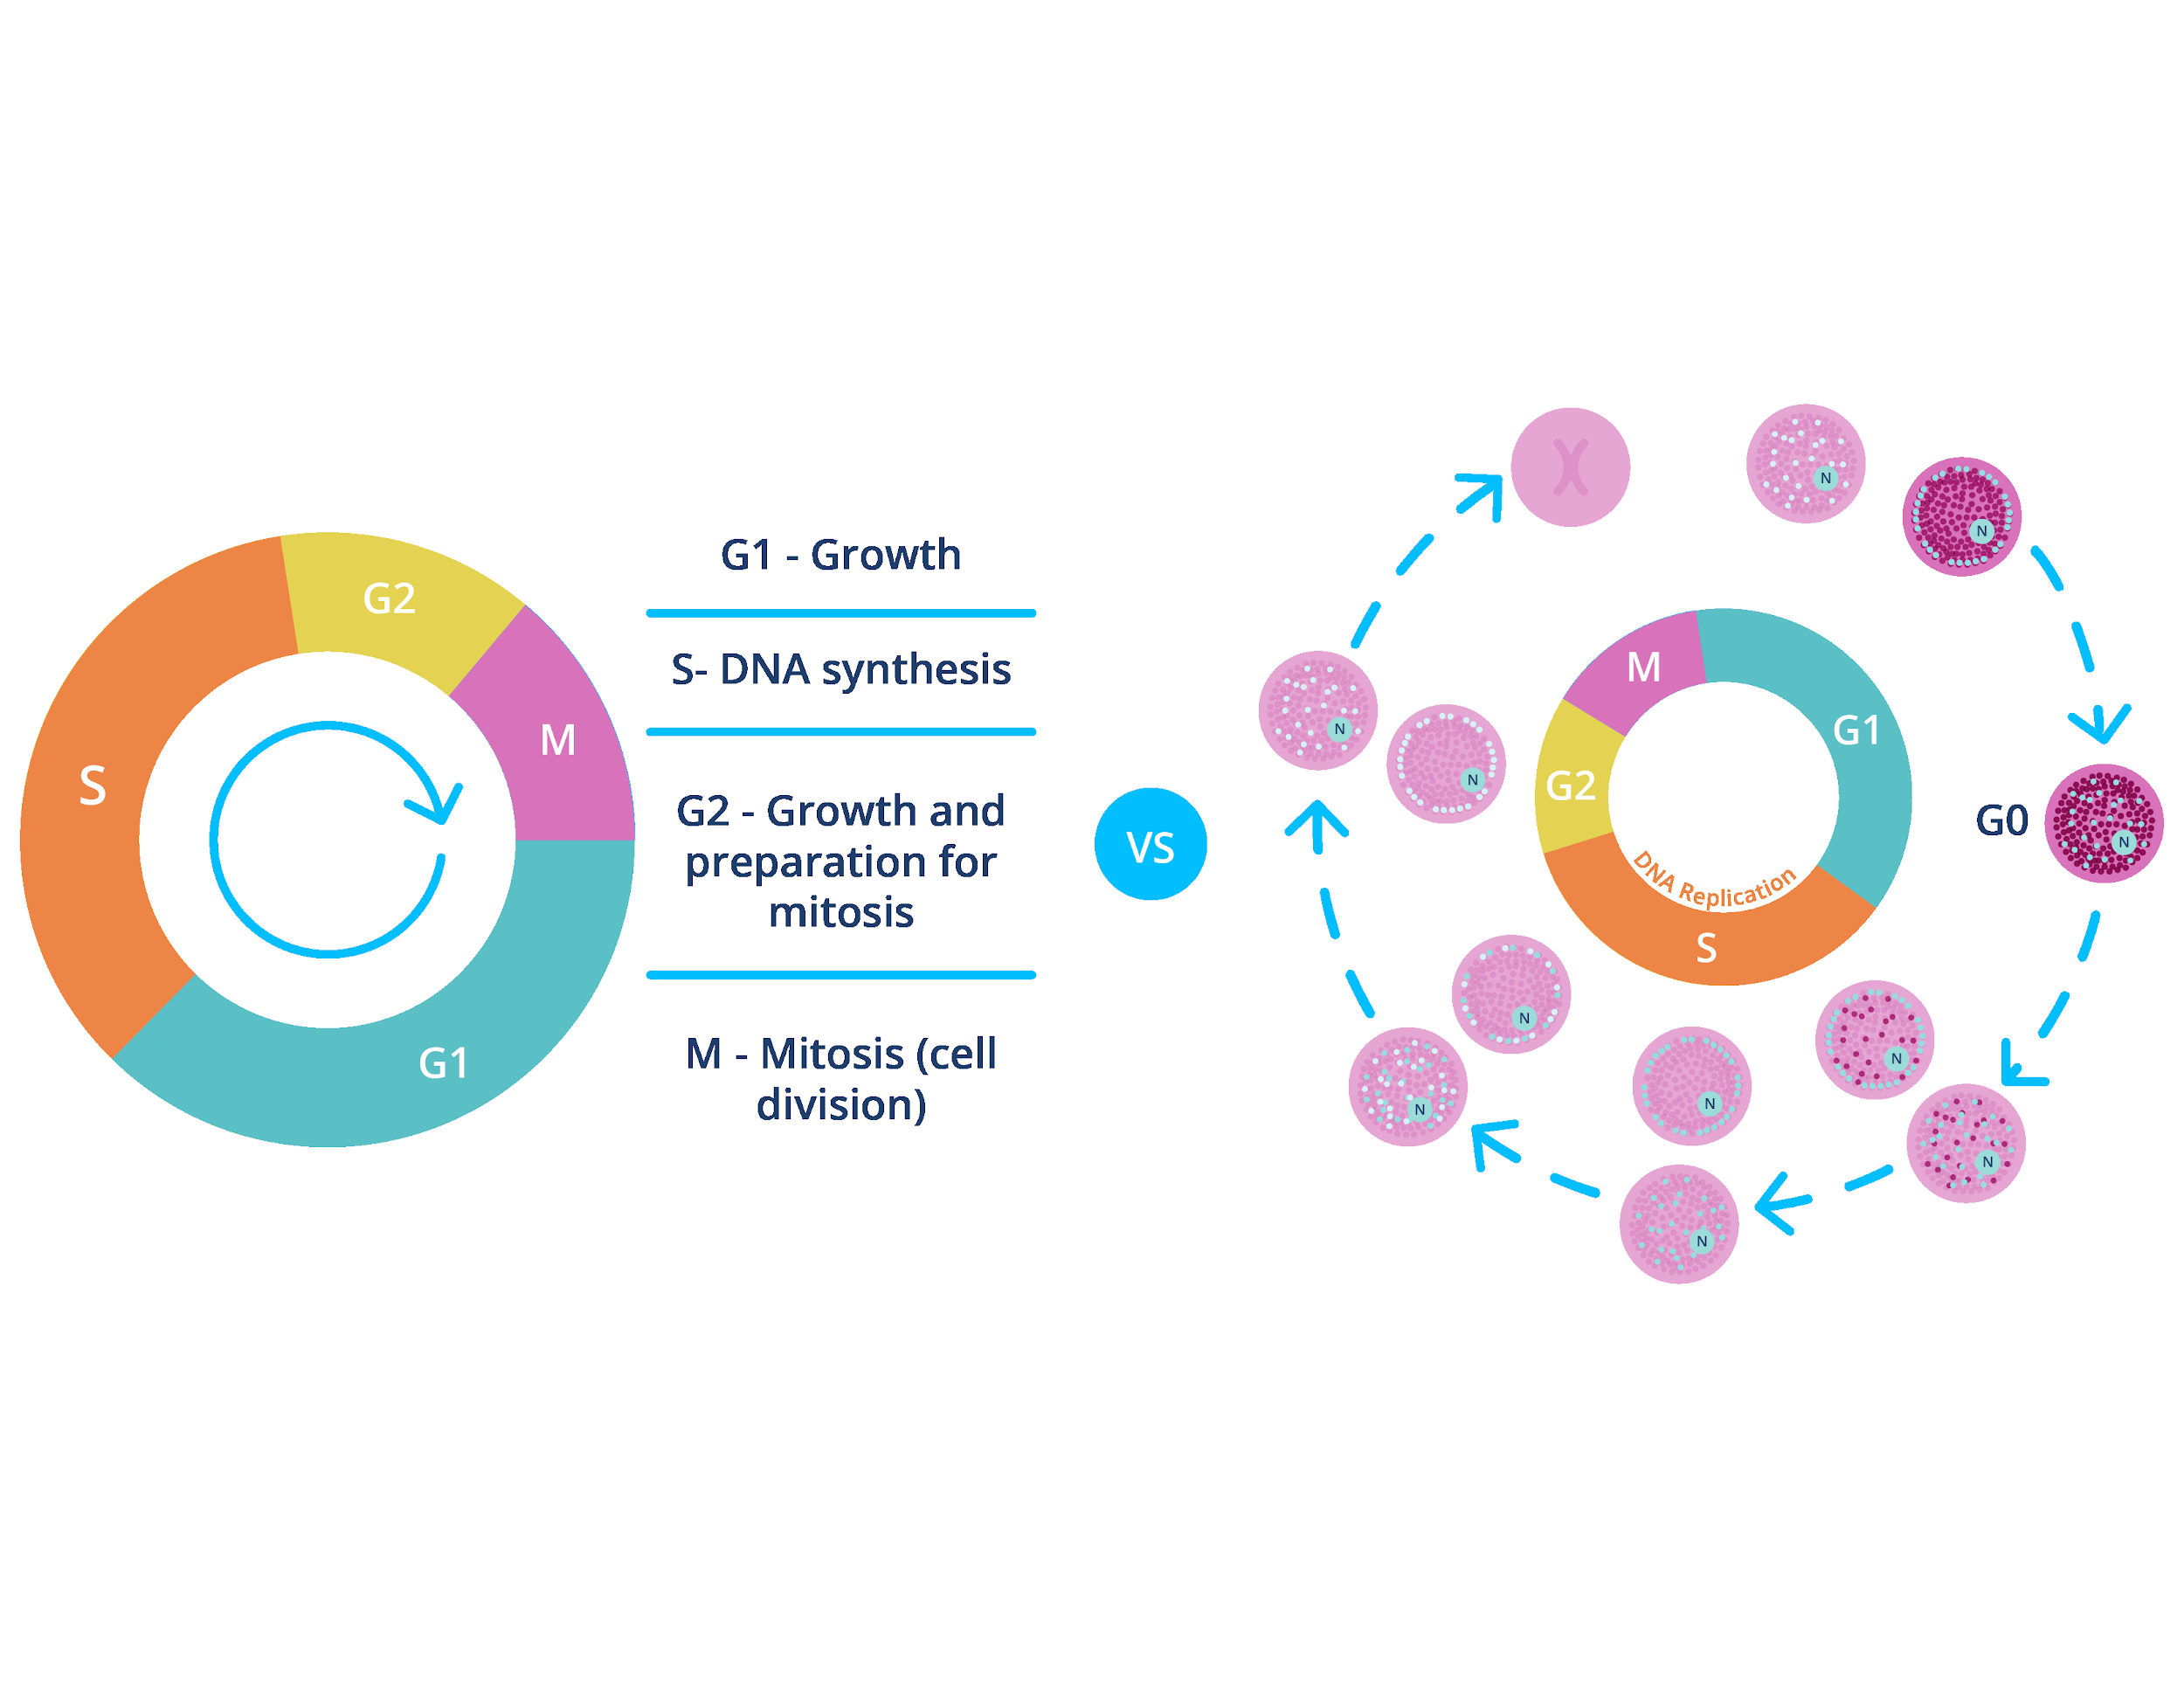 G2
M
S
G1
G1 - Growth
S- DNA synthesis
G2 - Growth and
preparation for
mitosis
M - Mitosis (cell
division)
VS
N
N
M
G1
N
G2
N
G0
N
DNA Replication
S
N
N
N
N
N
N